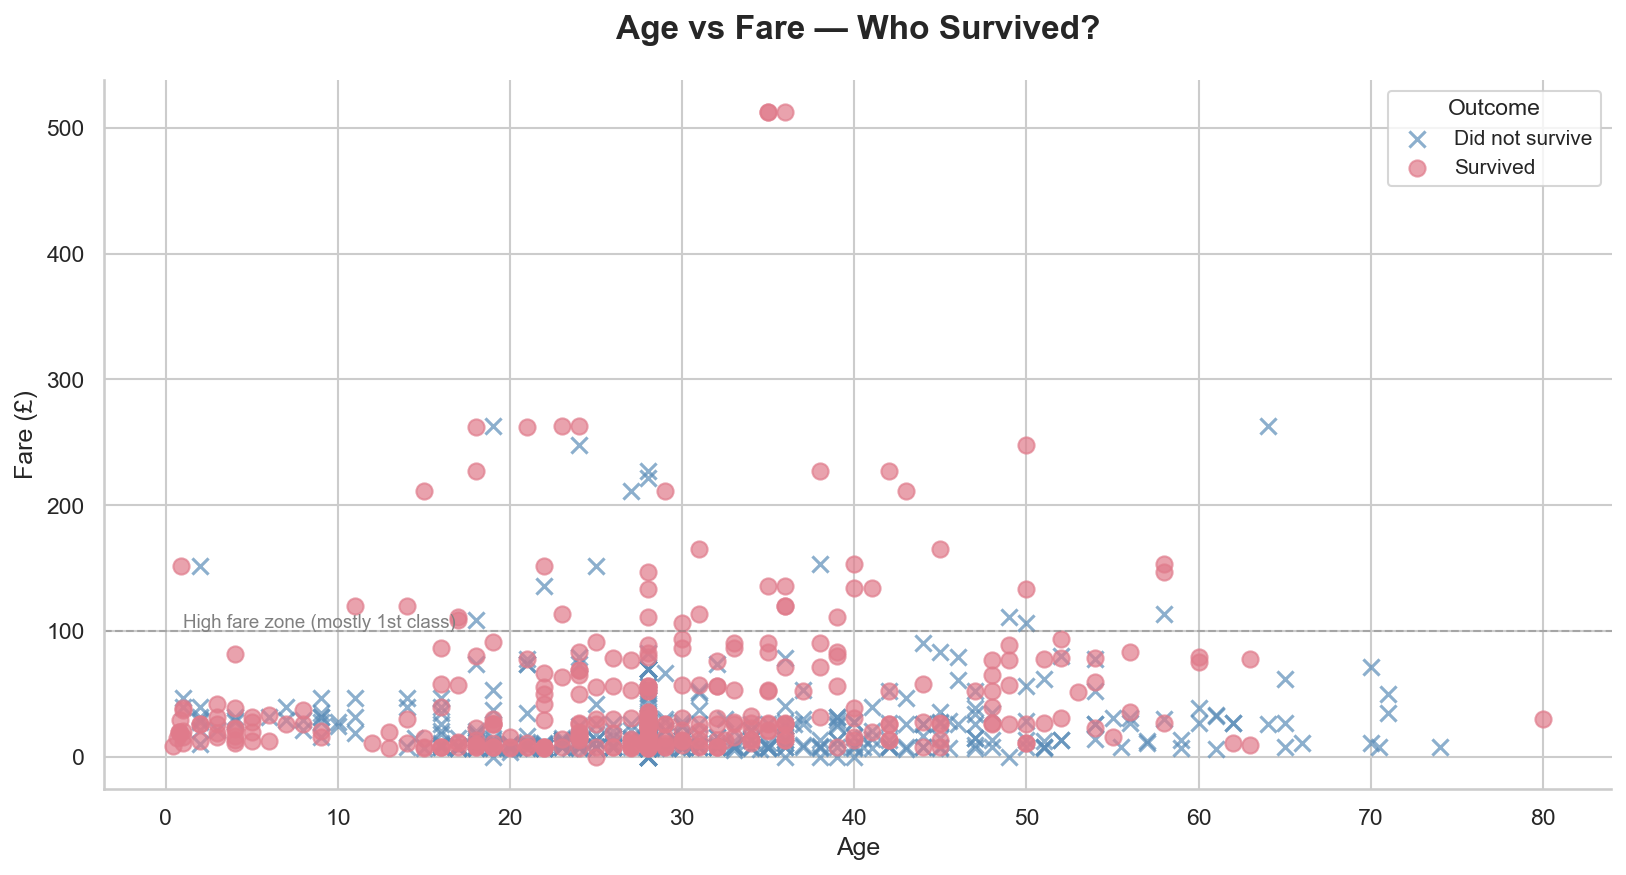 Age vs Fare — Who Survived?
Outcome
Did not survive
Survived
500
400
300
200
100
0
Fare (£)
High fare zone (mostly 1st class)
0 10 20 30 40 50 60 70 80
Age